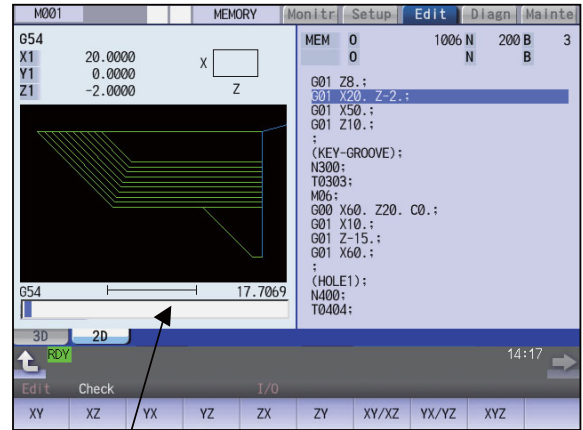 M001 MEMORY Monitr Setup Edit Diagn Mainte
G54
X1 20.0000
Y1 0.0000
Z1 -2.0000
X
Z
G54 17.7069
MEM O 1006 N 200 B 3
O N B
G01 Z8.;
G01 X20. Z-2.;
G01 X50.;
G01 Z10.;
;
(KEY-GROOVE);
N300;
T0303;
M06;
G00 X60. Z20. C0.;
G01 X10.;
G01 Z-15.;
G01 X60.;
;
(HOLE1);
N400;
T0404;
3D 2D
RDY 14:17
Edit Check I/O
XY XZ YX YZ ZX ZY XY/XZ YX/YZ XYZ